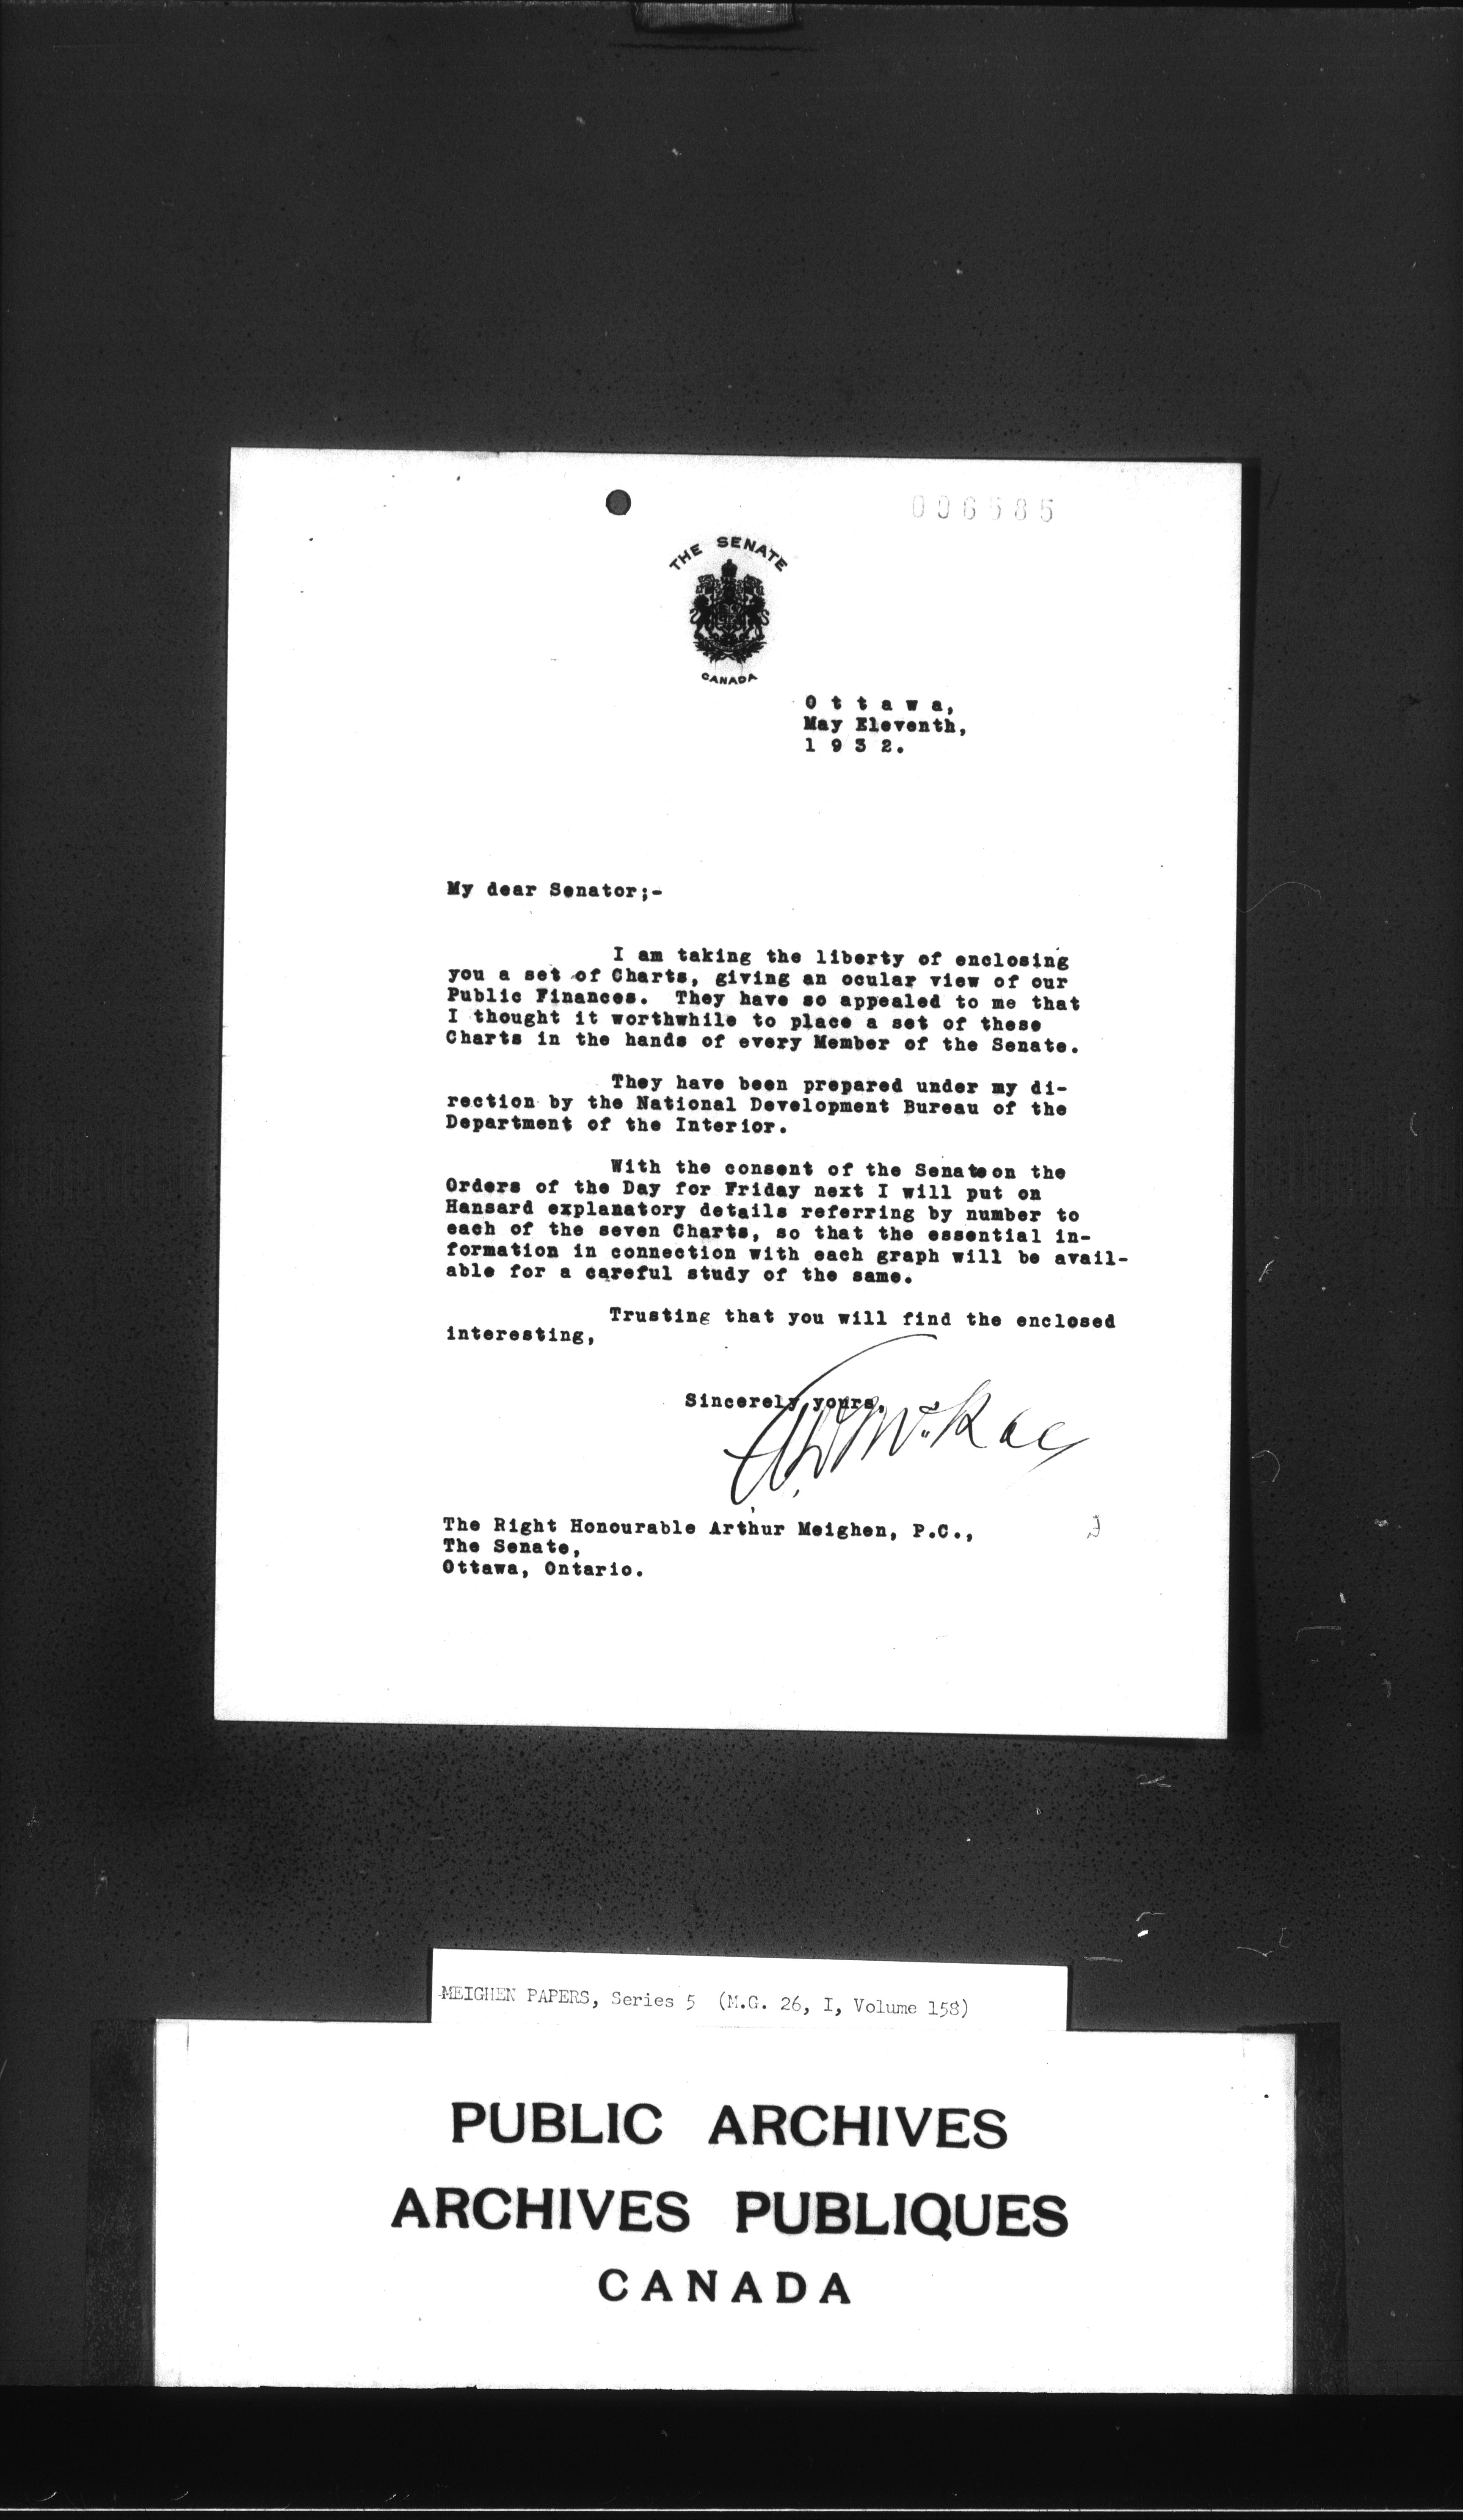 096585
THE SENATE
CANADA
O t t a w a,
May Eleventh,
1 9 3 2.
My dear Senator;-
I am taking the liberty of enclosing
you a set of Charts, giving an ocular view of our
Public Finances. They have so appealed to me that
I thought it worthwhile to place a set of these
Charts in the hands of every Member of the Senate.
They have been prepared under my di-
rection by the National Development Bureau of the
Department of the Interior.
With the consent of the Senate on the
Orders of the Day for Friday next I will put on
Hansard explanatory details referring by number to
each of the seven Charts, so that the essential in-
formation in connection with each graph will be avail-
able for a careful study of the same.
Trusting that you will find the enclosed
interesting,
Sincerely yours,
A.D. McRae
The Right Honourable Arthur Meighen, P.C.,
The Senate,
Ottawa, Ontario.
MEIGHEN PAPERS, Series 5 (M.G. 26, I, Volume 158)
PUBLIC ARCHIVES
ARCHIVES PUBLIQUES
CANADA